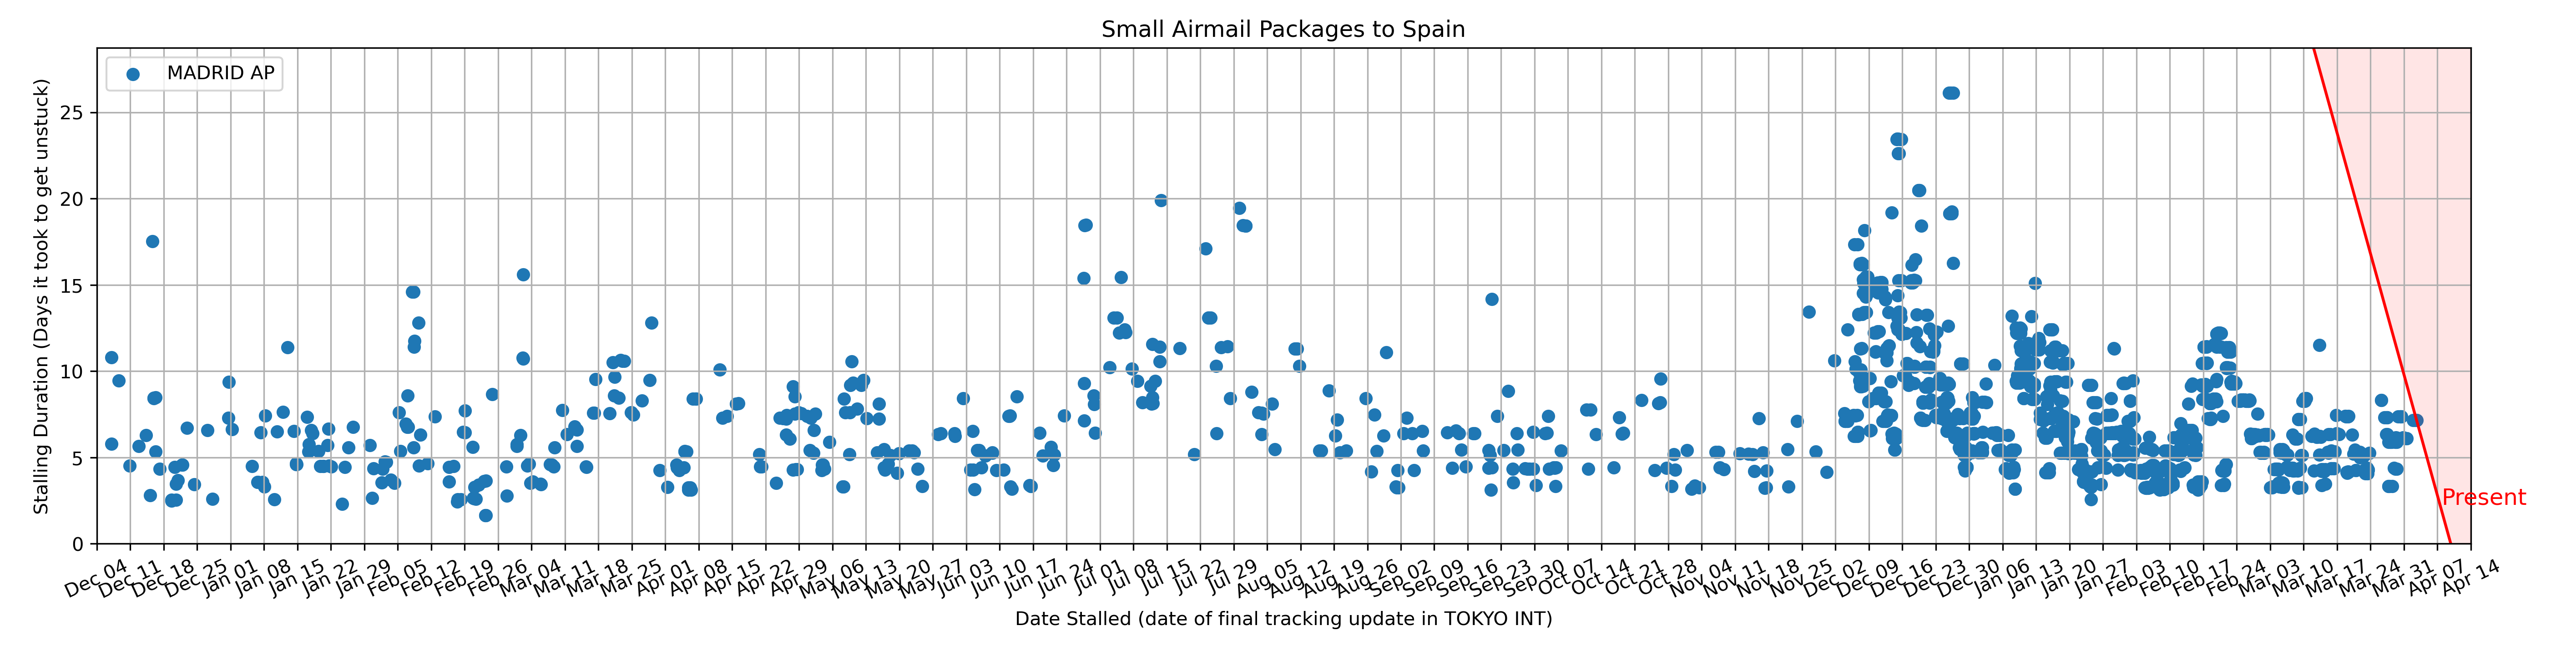 Small Airmail Packages to Spain
MADRID AP
Stalling Duration (Days it took to get unstuck)
25
20
15
10
5
0
Present
Dec 04
Dec 11
Dec 18
Dec 25
Jan 01
Jan 08
Jan 15
Jan 22
Jan 29
Feb 05
Feb 12
Feb 19
Feb 26
Mar 04
Mar 11
Mar 18
Mar 25
Apr 01
Apr 08
Apr 15
Apr 22
Apr 29
May 06
May 13
May 20
May 27
Jun 03
Jun 10
Jun 17
Jun 24
Jul 01
Jul 08
Jul 15
Jul 22
Jul 29
Aug 05
Aug 12
Aug 19
Aug 26
Sep 02
Sep 09
Sep 16
Sep 23
Sep 30
Oct 07
Oct 14
Oct 21
Oct 28
Nov 04
Nov 11
Nov 18
Nov 25
Dec 02
Dec 09
Dec 16
Dec 23
Dec 30
Jan 06
Jan 13
Jan 20
Jan 27
Feb 03
Feb 10
Feb 17
Feb 24
Mar 03
Mar 10
Mar 17
Mar 24
Mar 31
Apr 07
Apr 14
Date Stalled (date of final tracking update in TOKYO INT)